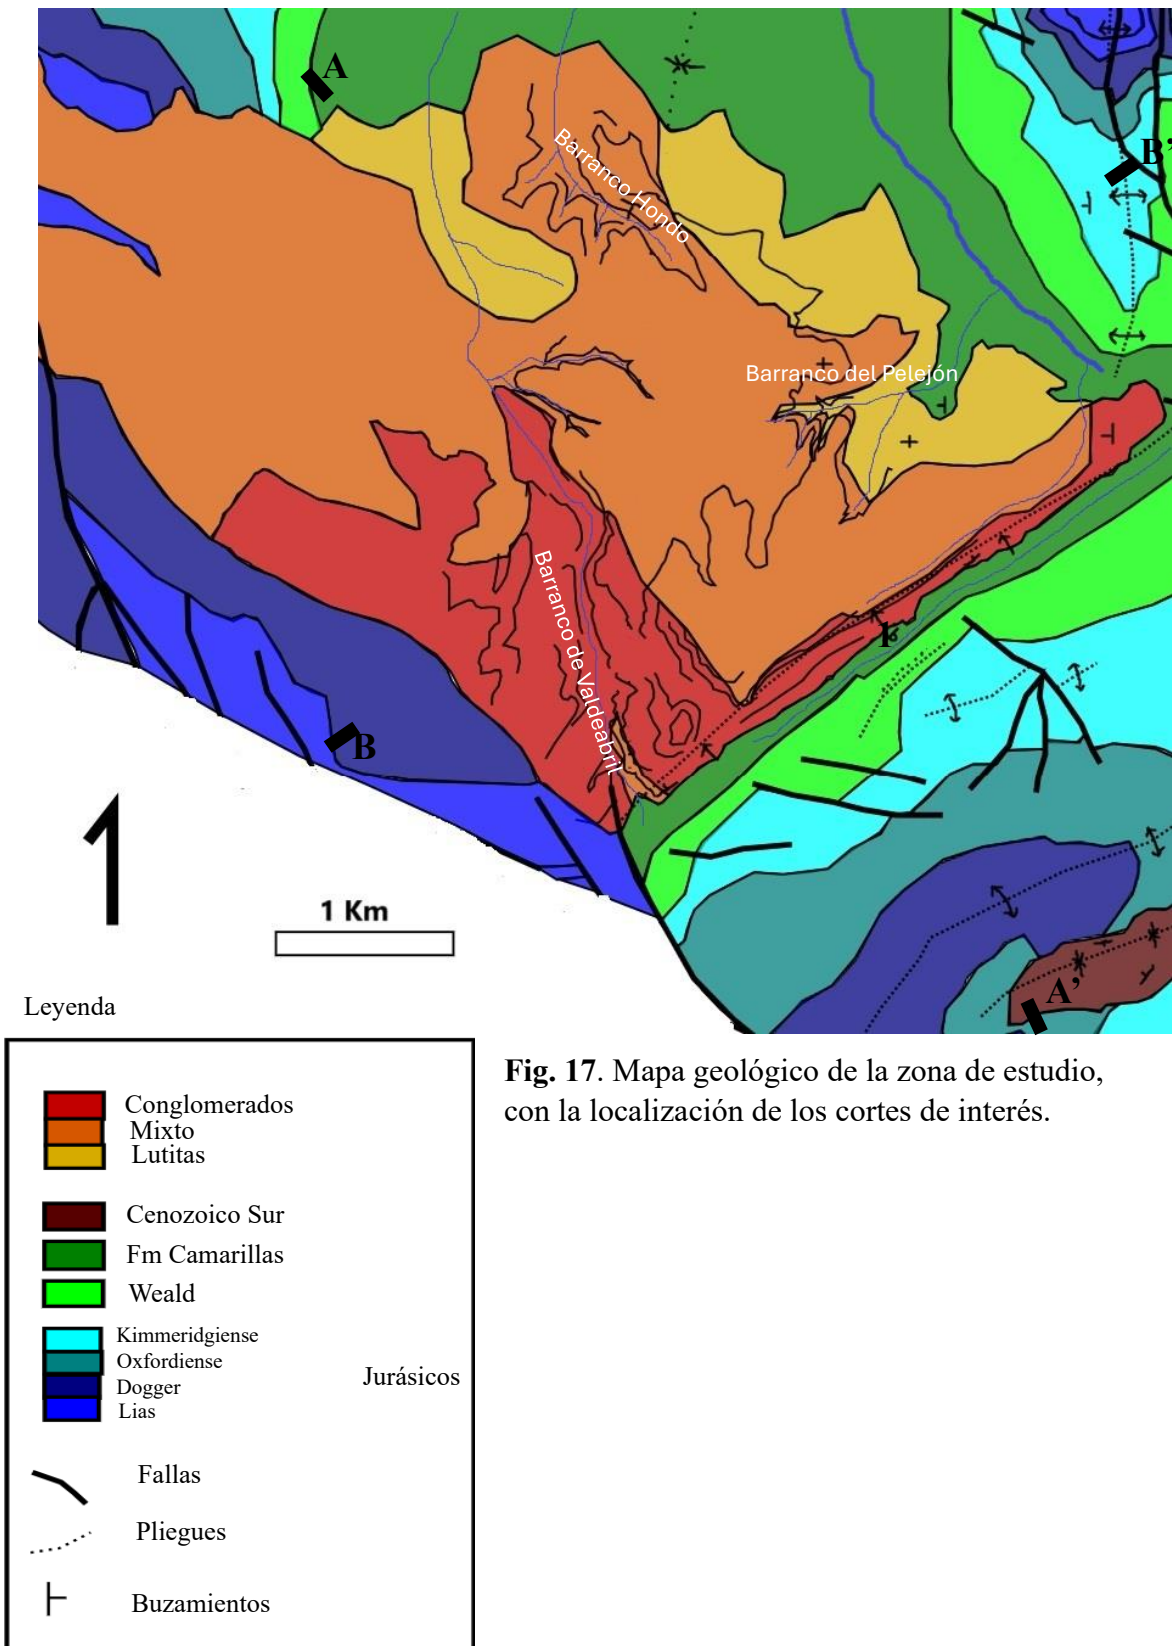 A
B'
Barranco Hondo
Barranco del Pelejón
1
Barranco de Valdeabril
B
1 Km
A'
Leyenda
Fig. 17. Mapa geológico de la zona de estudio,
con la localización de los cortes de interés.
Conglomerados
Mixto
Lutitas
Cenozoico Sur
Fm Camarillas
Weald
Kimmeridgiense
Oxfordiense
Dogger
Lias
Jurásicos
Fallas
Pliegues
Buzamientos